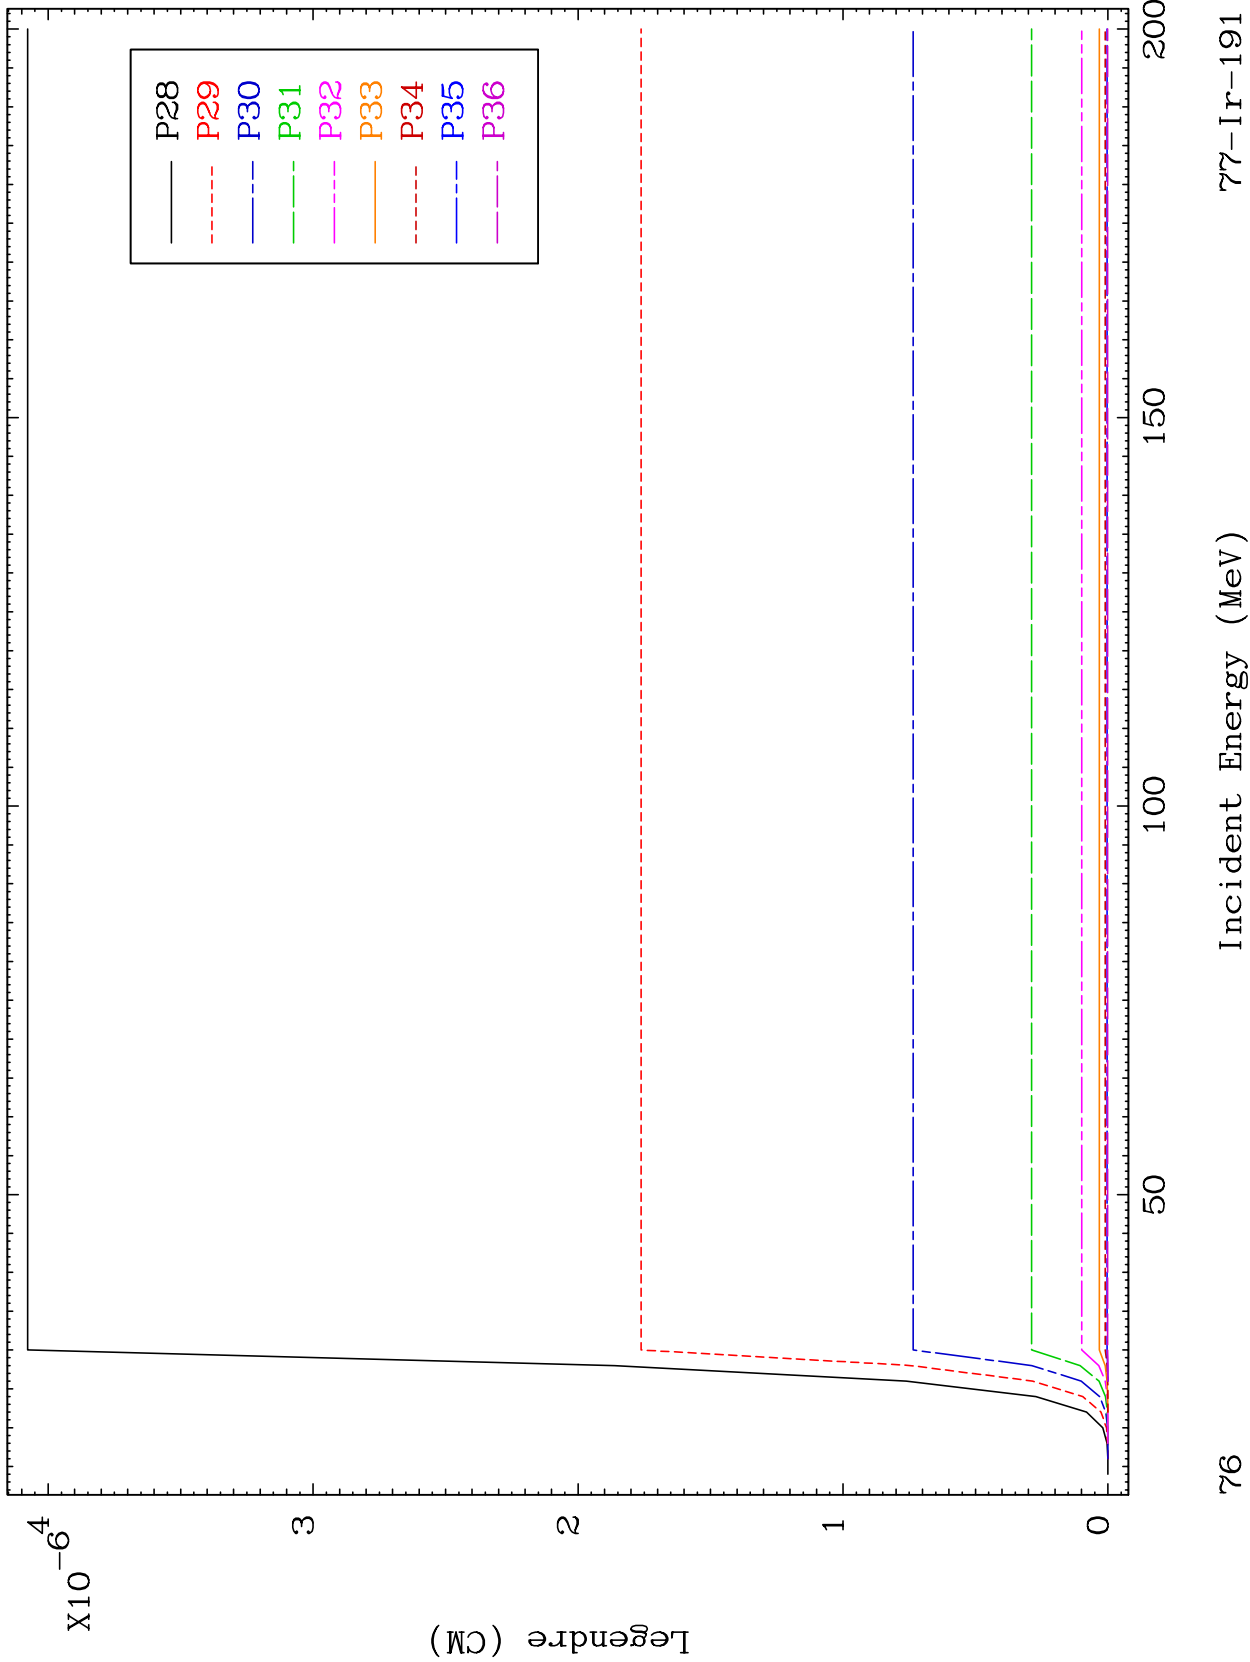 X10 -6
4
3
2
1
0
Legendre (CM)
P28
P29
P30
P31
P32
P33
P34
P35
P36
50
100
150
200
76
Incident Energy (MeV)
77-Ir-191